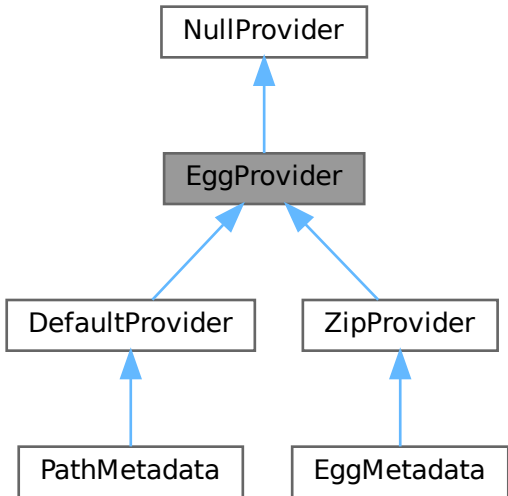 NullProvider
EggProvider
DefaultProvider
ZipProvider
PathMetadata
EggMetadata